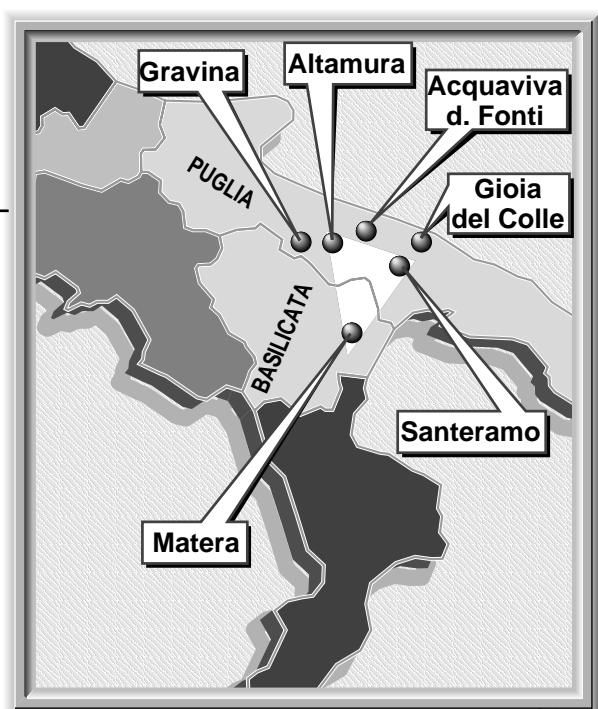 Gravina
Altamura
Acquaviva
d. Fonti
Gioia
del Colle
PUGLIA
BASILICATA
Santeramo
Matera